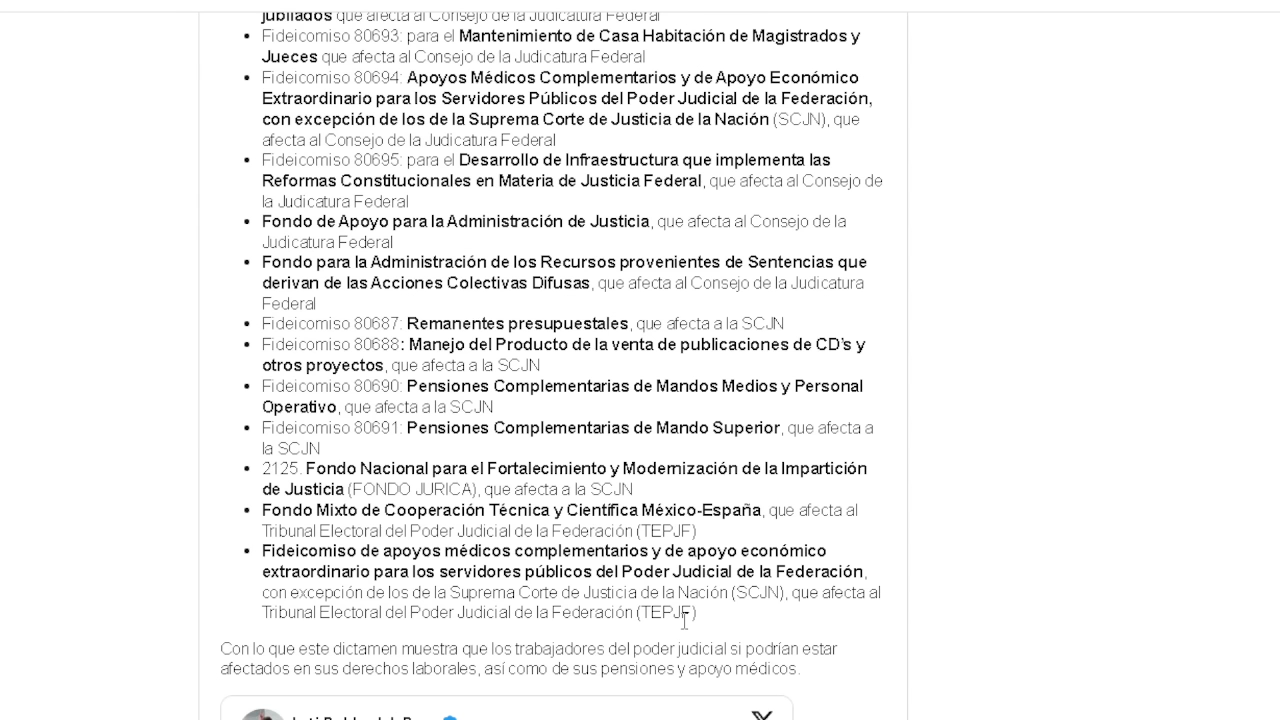 jubilados que afecta al Consejo de la Judicatura Federal
Fideicomiso 80693: para el Mantenimiento de Casa Habitación de Magistrados y
Jueces que afecta al Consejo de la Judicatura Federal
Fideicomiso 80694: Apoyos Médicos Complementarios y de Apoyo Económico
Extraordinario para los Servidores Públicos del Poder Judicial de la Federación,
con excepción de los de la Suprema Corte de Justicia de la Nación (SCJN), que
afecta al Consejo de la Judicatura Federal
Fideicomiso 80695: para el Desarrollo de Infraestructura que implementa las
Reformas Constitucionales en Materia de Justicia Federal, que afecta al Consejo de
la Judicatura Federal
Fondo de Apoyo para la Administración de Justicia, que afecta al Consejo de la
Judicatura Federal
Fondo para la Administración de los Recursos provenientes de Sentencias que
derivan de las Acciones Colectivas Difusas, que afecta al Consejo de la Judicatura
Federal
Fideicomiso 80687: Remanentes presupuestales, que afecta a la SCJN
Fideicomiso 80688: Manejo del Producto de la venta de publicaciones de CD's y
otros proyectos, que afecta a la SCJN
Fideicomiso 80690: Pensiones Complementarias de Mandos Medios y Personal
Operativo, que afecta a la SCJN
Fideicomiso 80691: Pensiones Complementarias de Mando Superior, que afecta a
la SCJN
2125. Fondo Nacional para el Fortalecimiento y Modernización de la Impartición
de Justicia (FONDO JURICA), que afecta a la SCJN
Fondo Mixto de Cooperación Técnica y Científica México-España, que afecta al
Tribunal Electoral del Poder Judicial de la Federación (TEPJF)
Fideicomiso de apoyos médicos complementarios y de apoyo económico
extraordinario para los servidores públicos del Poder Judicial de la Federación,
con excepción de los de la Suprema Corte de Justicia de la Nación (SCJN), que afecta al
Tribunal Electoral del Poder Judicial de la Federación (TEPJF)
Con lo que este dictamen muestra que los trabajadores del poder judicial si podrían estar
afectados en sus derechos laborales, así como de sus pensiones y apoyo médicos.